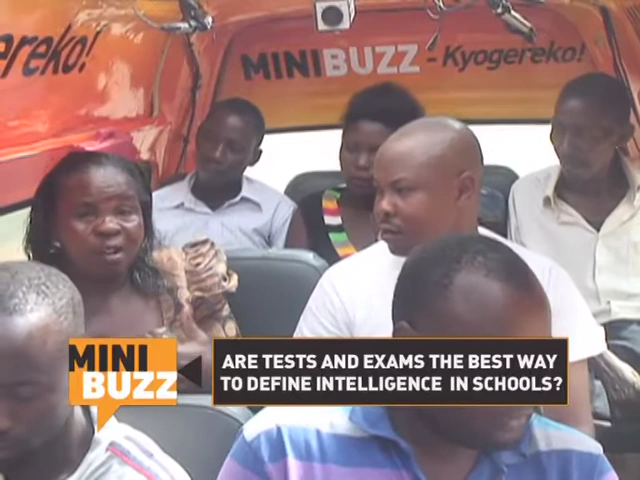 ereko!
MINIBUZZ - Kyogereko!
MINI
BUZZ
ARE TESTS AND EXAMS THE BEST WAY
TO DEFINE INTELLIGENCE IN SCHOOLS?